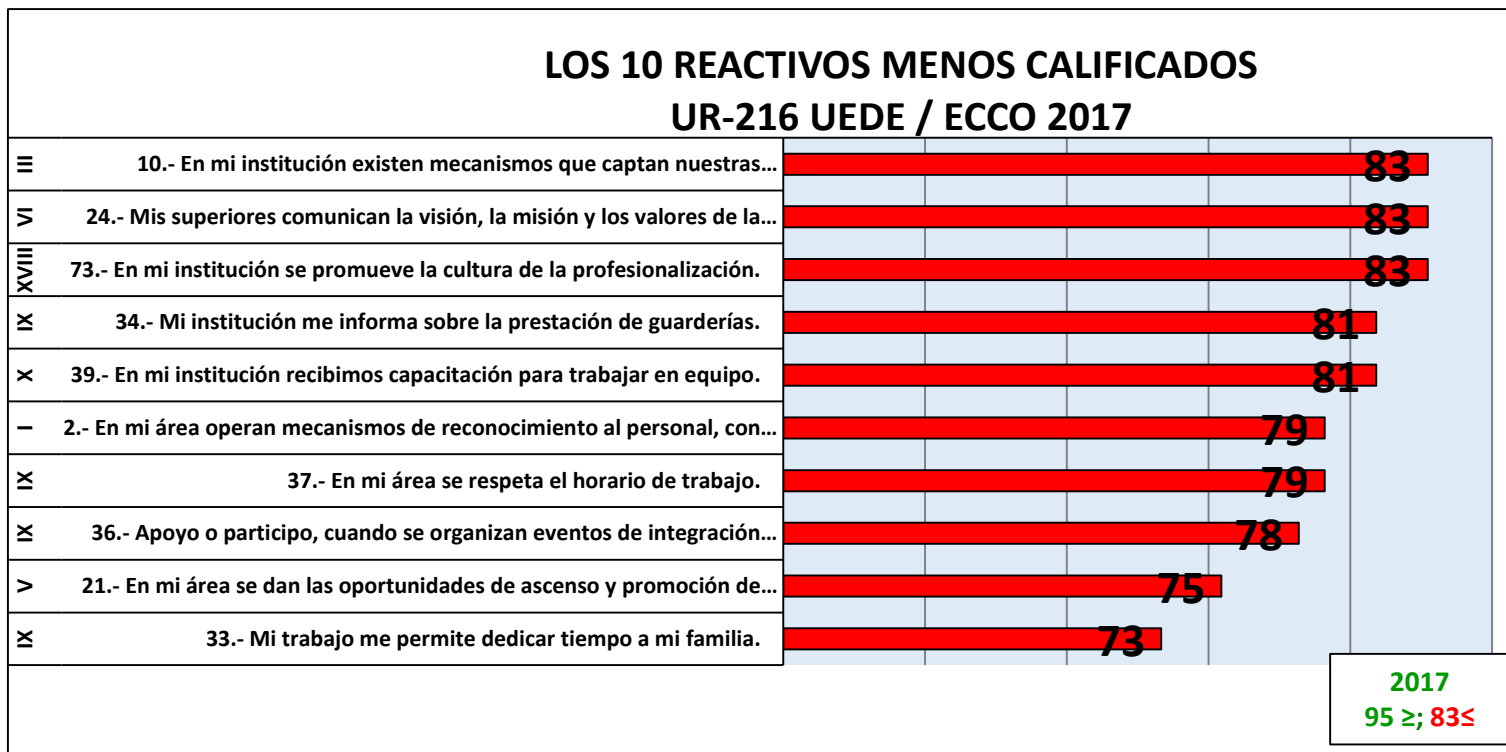 LOS 10 REACTIVOS MENOS CALIFICADOS
UR-216 UEDE / ECCO 2017
III 10.- En mi institución existen mecanismos que captan nuestras... 83
VI 24.- Mis superiores comunican la visión, la misión y los valores de la... 83
XVIII 73.- En mi institución se promueve la cultura de la profesionalización. 83
IX 34.- Mi institución me informa sobre la prestación de guarderías. 81
X 39.- En mi institución recibimos capacitación para trabajar en equipo. 81
I 2.- En mi área operan mecanismos de reconocimiento al personal, con... 79
IX 37.- En mi área se respeta el horario de trabajo. 79
IX 36.- Apoyo o participo, cuando se organizan eventos de integración... 78
V 21.- En mi área se dan las oportunidades de ascenso y promoción de... 75
IX 33.- Mi trabajo me permite dedicar tiempo a mi familia. 73
2017
95 ≥; 83≤